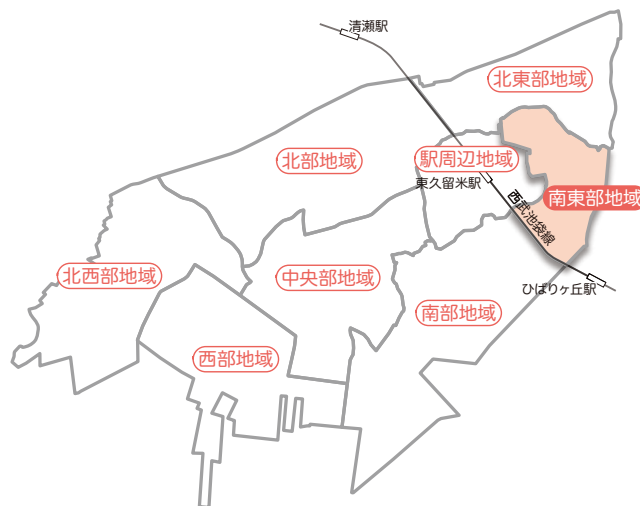 清瀬駅
北東部地域
北部地域
駅周辺地域
東久留米駅
南東部地域
西武池袋線
北西部地域
中央部地域
ひばりヶ丘駅
南部地域
西部地域